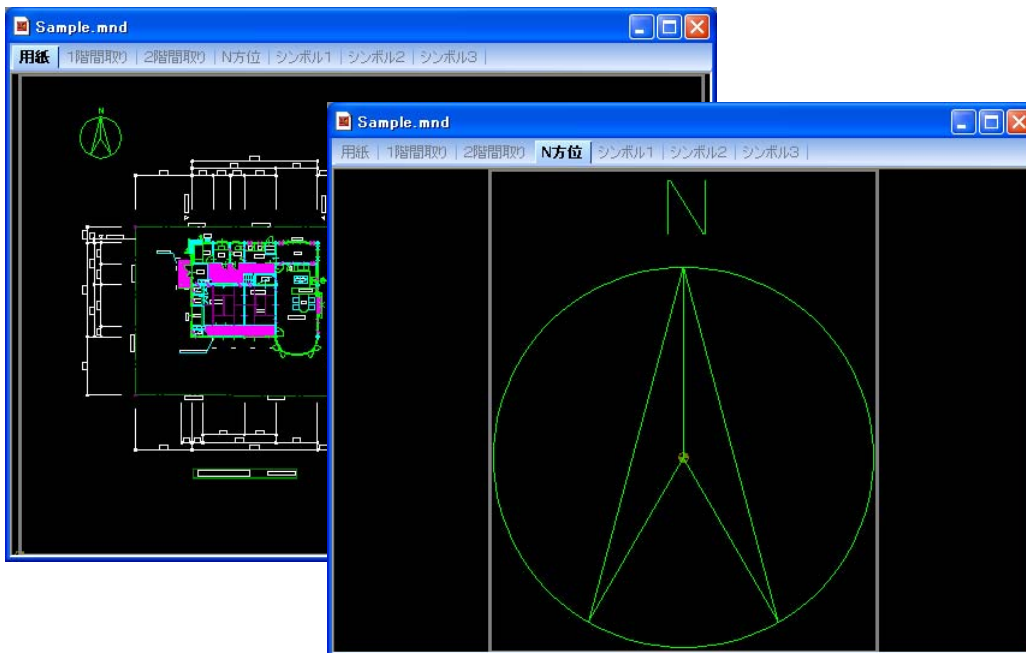 Sample.mnd
用紙 | 1階間取り | 2階間取り | N方位 | シンボル1 | シンボル2 | シンボル3 |
N
Sample.mnd
用紙 | 1階間取り | 2階間取り | N方位 | シンボル1 | シンボル2 | シンボル3 |
N